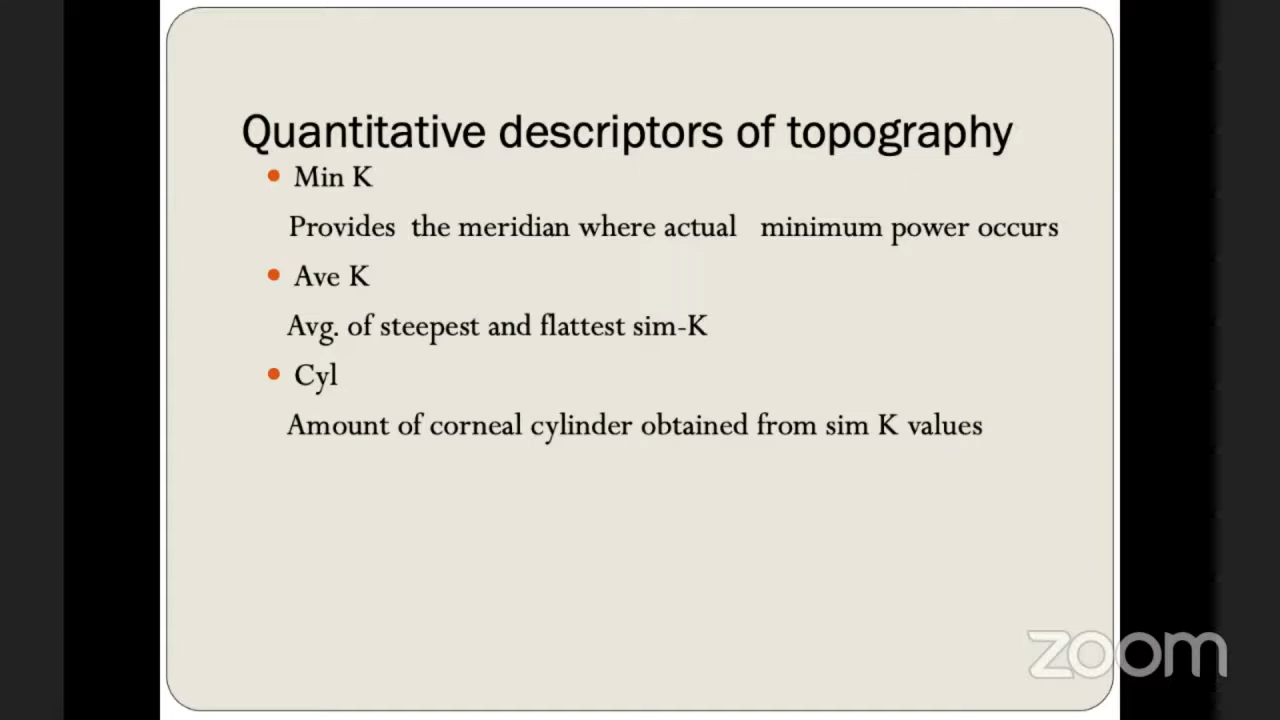 Quantitative descriptors of topography
• Min K
Provides the meridian where actual minimum power occurs
• Ave K
Avg. of steepest and flattest sim-K
• Cyl
Amount of corneal cylinder obtained from sim K values
zoom